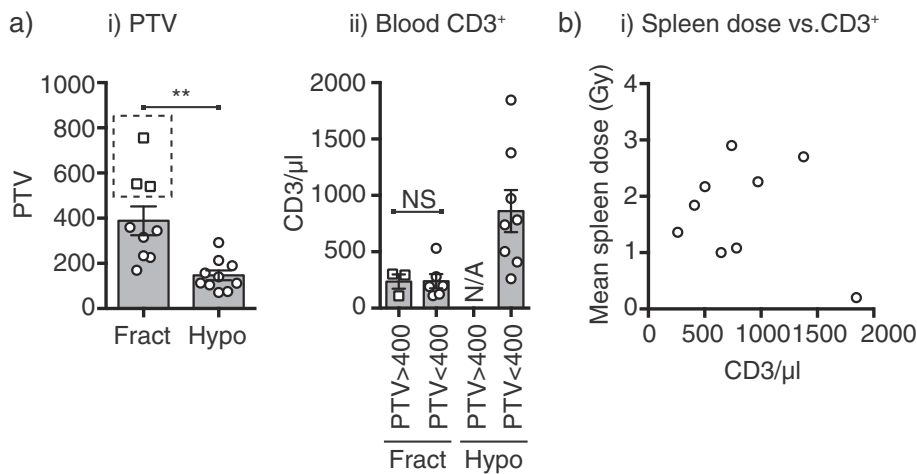 a) i) PTV ii) Blood CD3⁺ b) i) Spleen dose vs.CD3⁺
PTV
1000
800
600
400
200
0
**
Fract Hypo
CD3/µl
2000
1500
1000
500
0
NS
N/A
PTV>400
PTV<400
PTV>400
PTV<400
Fract Hypo
Mean spleen dose (Gy)
4
3
2
1
0
0 500 1000 1500 2000
CD3/µl